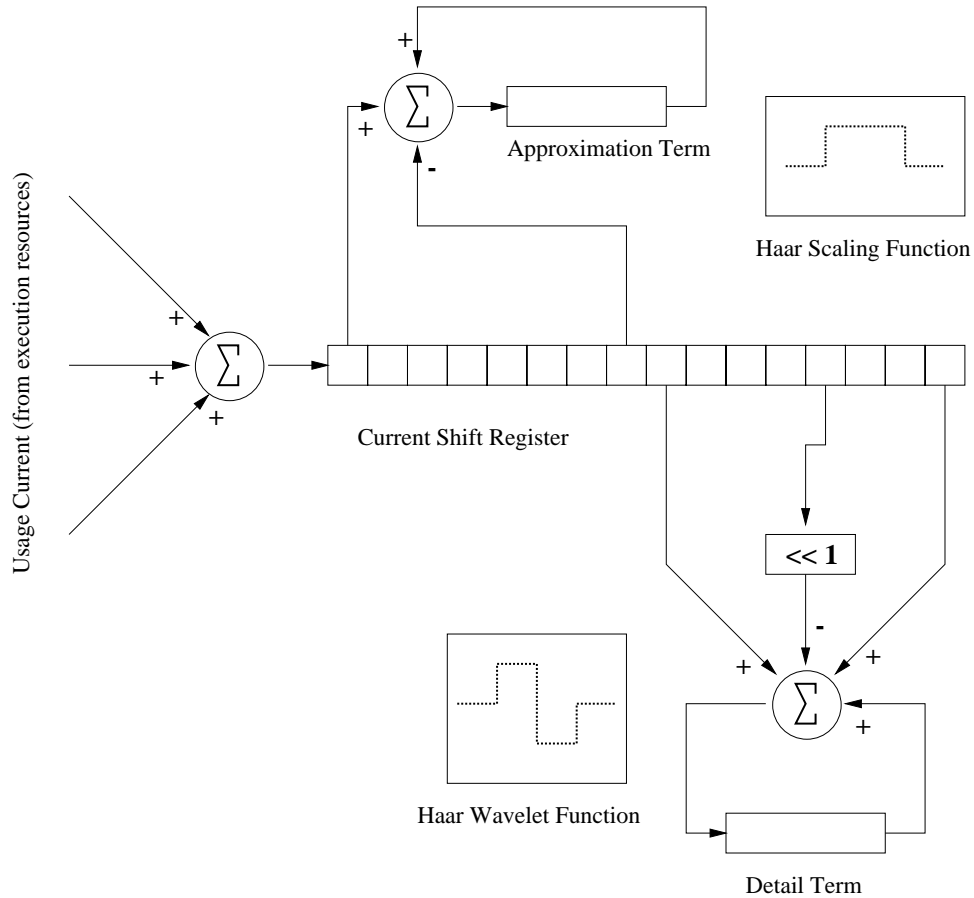 +
Σ
+
Approximation Term
-
Haar Scaling Function
Usage Current (from execution resources)
+
+
Σ
+
Current Shift Register
<< 1
-
+
+
Σ
+
Haar Wavelet Function
Detail Term